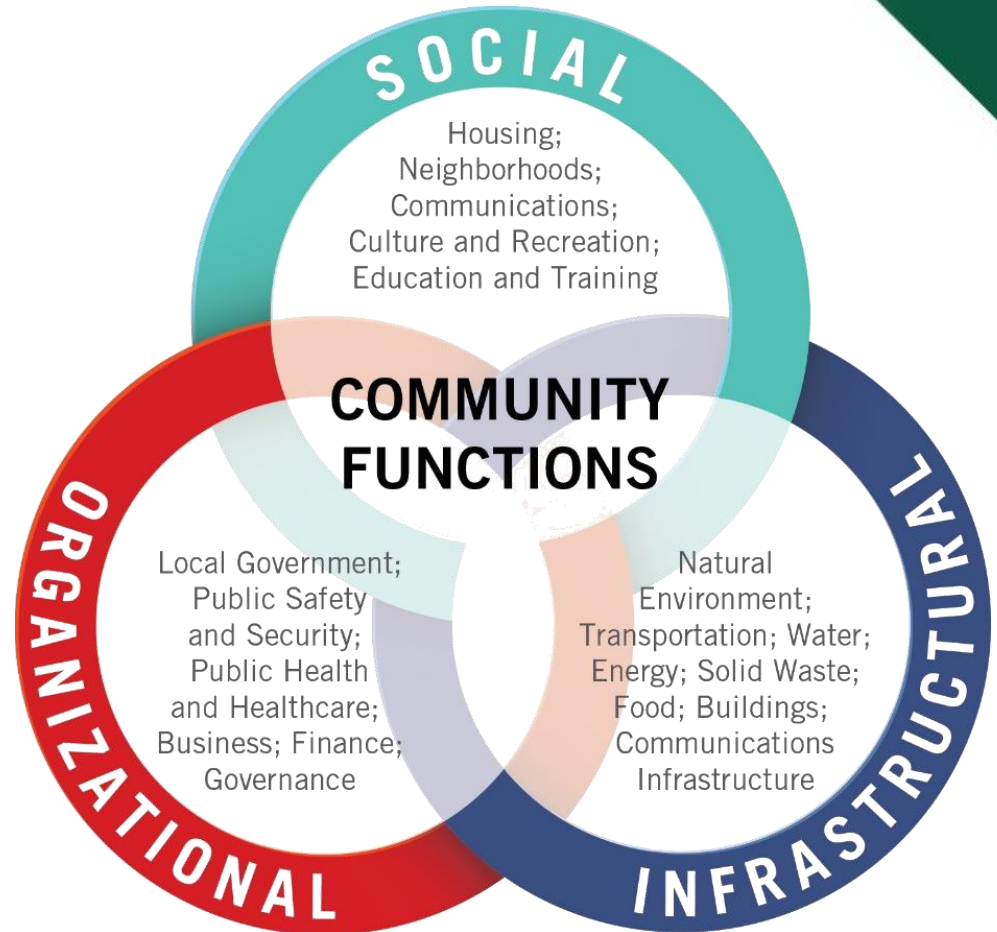 SOCIAL
Housing;
Neighborhoods;
Communications;
Culture and Recreation;
Education and Training
COMMUNITY
FUNCTIONS
ORGANIZATIONAL
Local Government;
Public Safety
and Security;
Public Health
and Healthcare;
Business; Finance;
Governance
INFRASTRUCTURAL
Natural
Environment;
Transportation; Water;
Energy; Solid Waste;
Food; Buildings;
Communications
Infrastructure